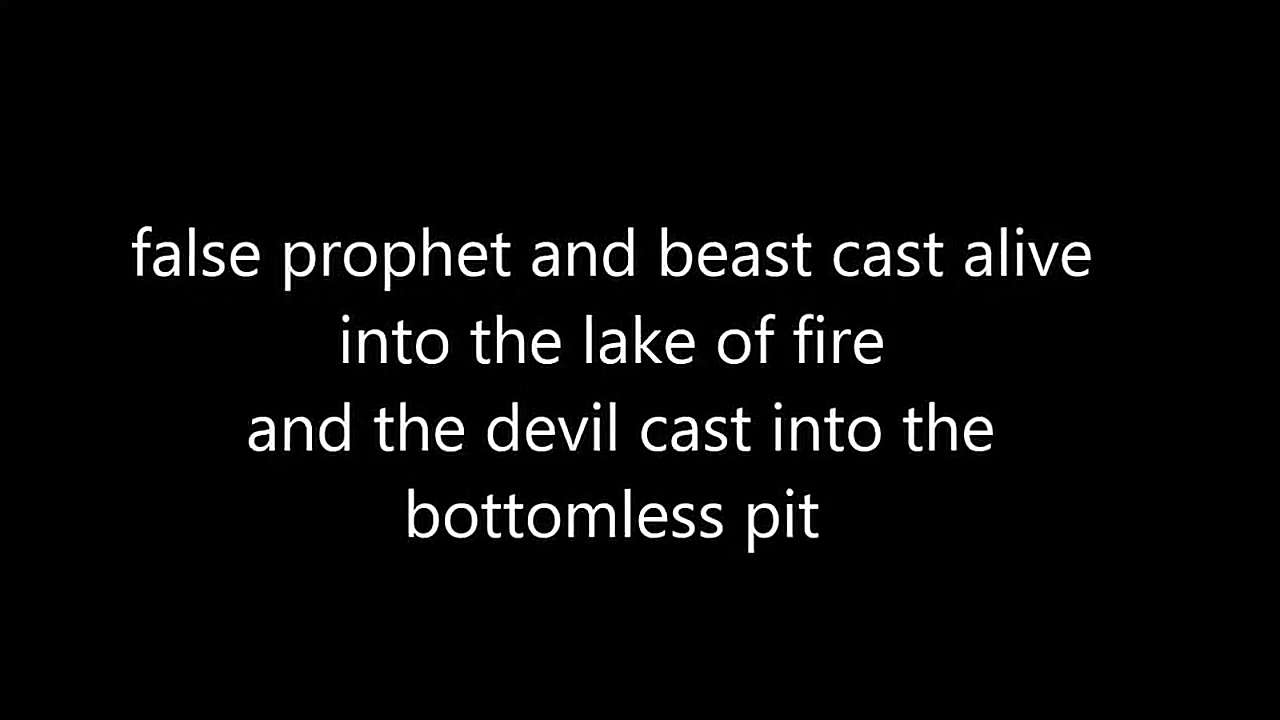 false prophet and beast cast alive
into the lake of fire
and the devil cast into the
bottomless pit